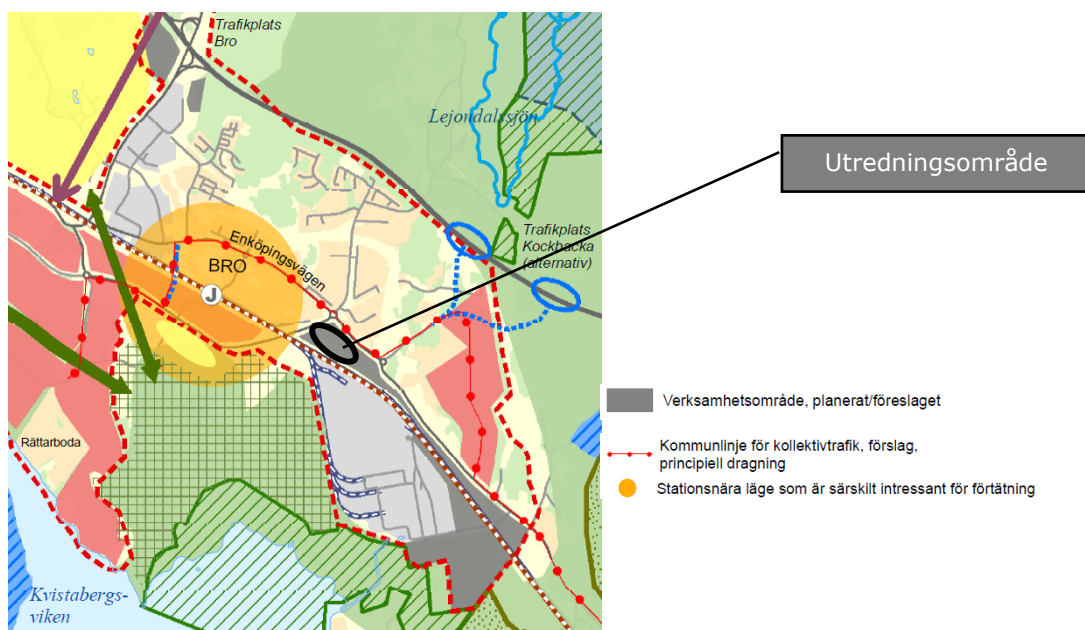 Trafikplats
Bro
Lejondalssjön
Utredningsområde
Trafikplats
Kockbacka
(alternativ)
Enköpingsvägen
BRO
J
Rättarboda
Kvistabergs-
viken
Verksamhetsområde, planerat/föreslaget
Kommunlinje för kollektivtrafik, förslag,
principiell dragning
Stationsnära läge som är särskilt intressant för förtätning